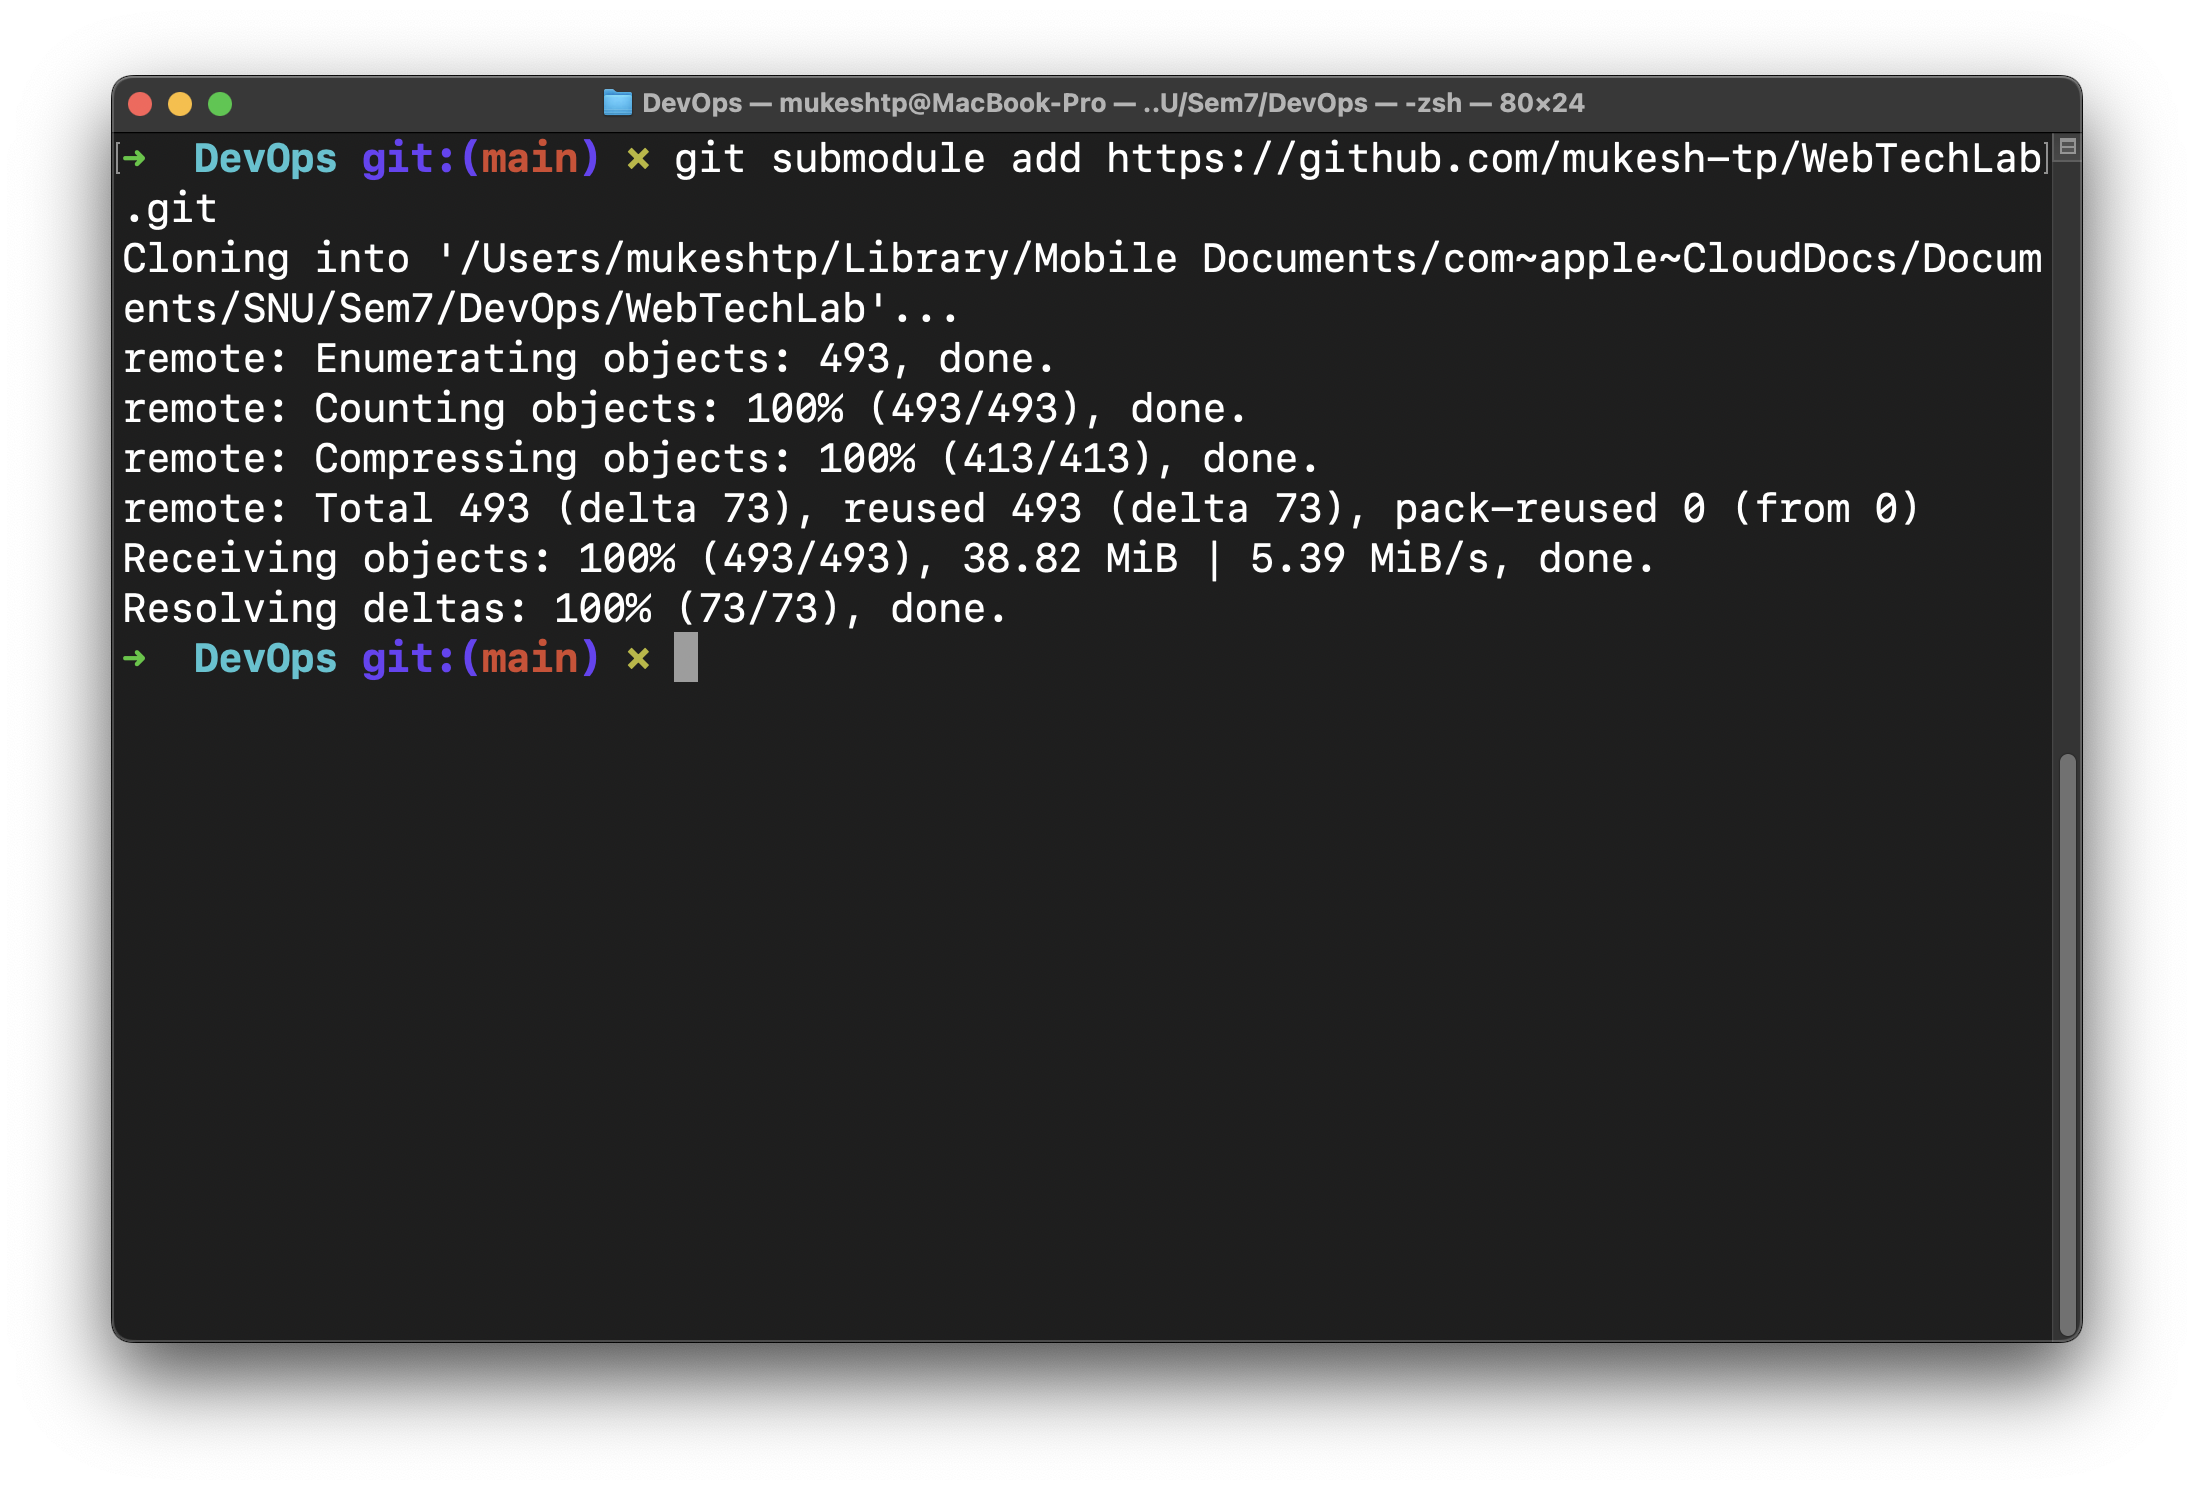 DevOps — mukeshtp@MacBook-Pro — ..U/Sem7/DevOps — -zsh — 80×24
[➜  DevOps git:(main) ✗ git submodule add https://github.com/mukesh-tp/WebTechLab]
.git
Cloning into '/Users/mukeshtp/Library/Mobile Documents/com~apple~CloudDocs/Docum
ents/SNU/Sem7/DevOps/WebTechLab'...
remote: Enumerating objects: 493, done.
remote: Counting objects: 100% (493/493), done.
remote: Compressing objects: 100% (413/413), done.
remote: Total 493 (delta 73), reused 493 (delta 73), pack-reused 0 (from 0)
Receiving objects: 100% (493/493), 38.82 MiB | 5.39 MiB/s, done.
Resolving deltas: 100% (73/73), done.
➜  DevOps git:(main) ✗